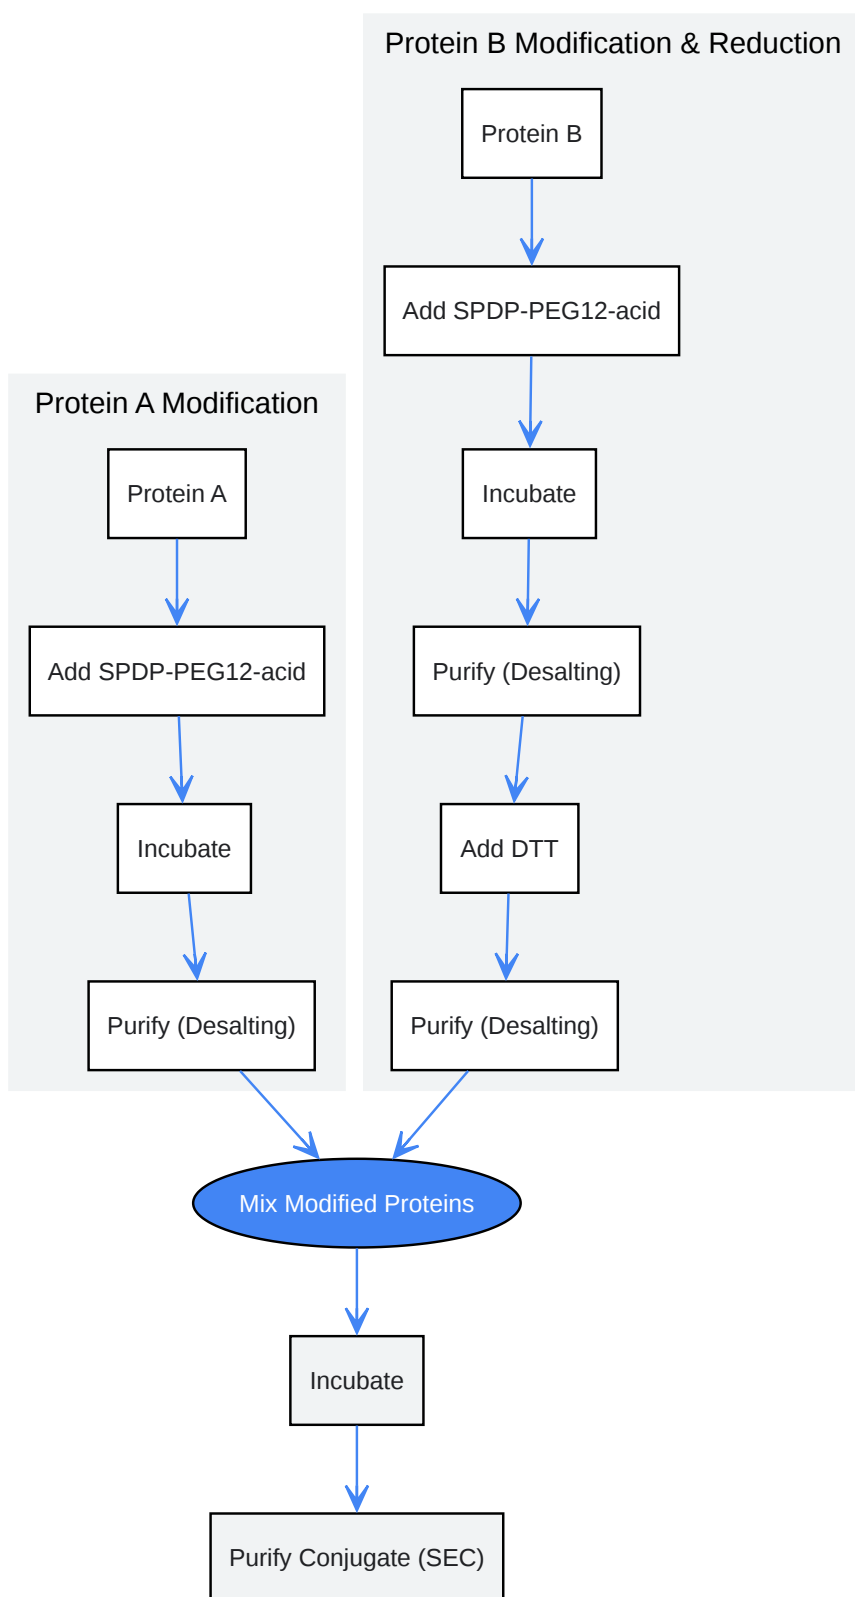 Protein B Modification & Reduction
Protein B
Add SPDP-PEG12-acid
Incubate
Purify (Desalting)
Add DTT
Purify (Desalting)
Protein A Modification
Protein A
Add SPDP-PEG12-acid
Incubate
Purify (Desalting)
Mix Modified Proteins
Incubate
Purify Conjugate (SEC)